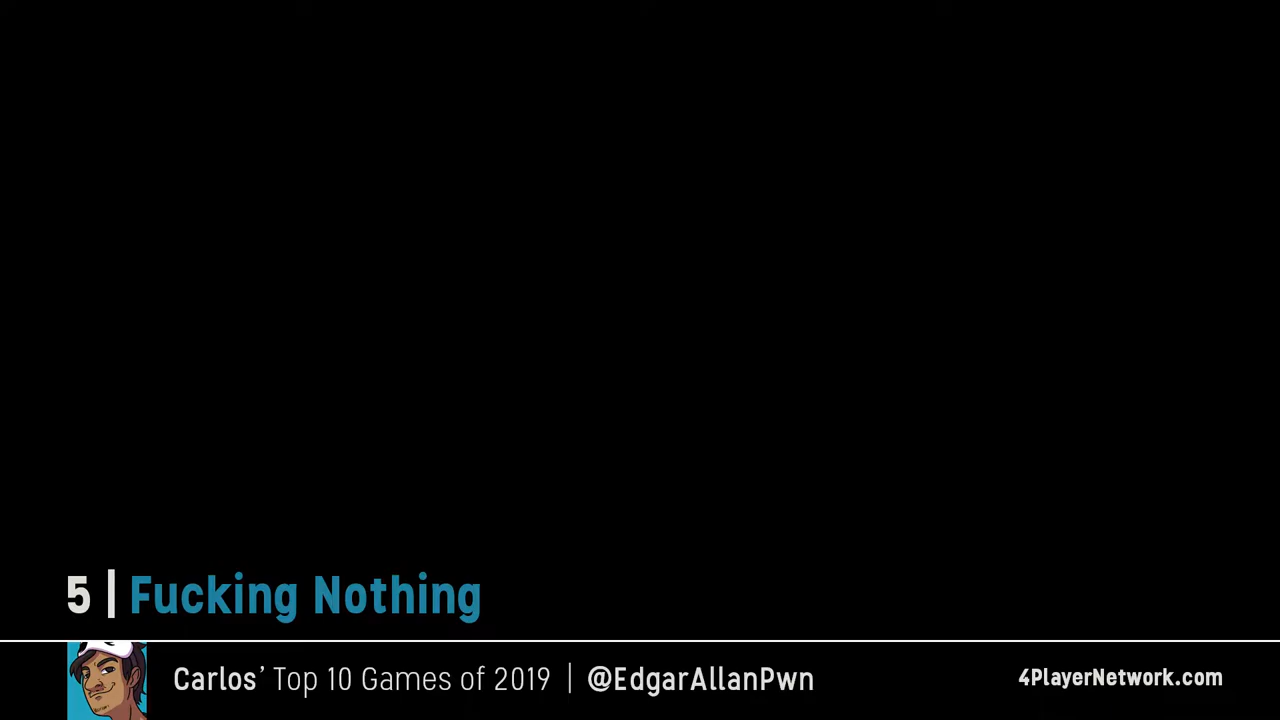 5 | Fucking Nothing
Carlos’ Top 10 Games of 2019 | @EdgarAllanPwn
4PlayerNetwork.com